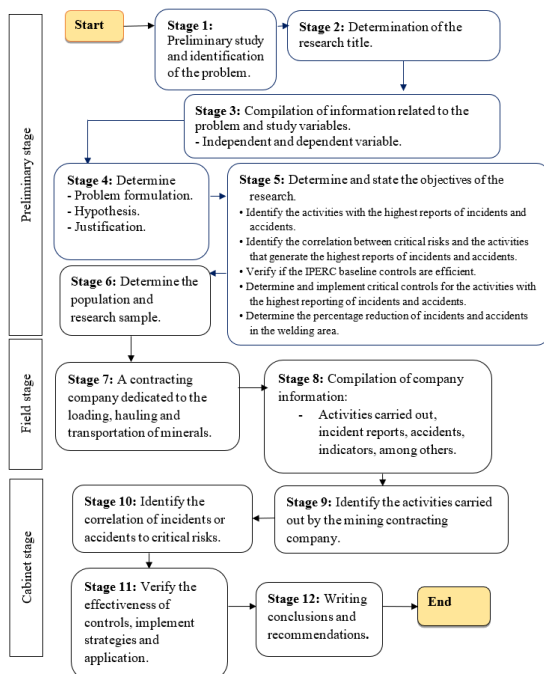 Start
Stage 1:
Preliminary study
and identification
of the problem.
Stage 2: Determination of the
research title.
Stage 3: Compilation of information related to the
problem and study variables.
- Independent and dependent variable.
Preliminary stage
Stage 4: Determine
- Problem formulation.
- Hypothesis.
- Justification.
Stage 5: Determine and state the objectives of the
research.
• Identify the activities with the highest reports of incidents and
accidents.
• Identify the correlation between critical risks and the activities
that generate the highest reports of incidents and accidents.
• Verify if the IPERC baseline controls are efficient.
• Determine and implement critical controls for the activities with
the highest reporting of incidents and accidents.
• Determine the percentage reduction of incidents and accidents
in the welding area.
Stage 6:
Determine the
population and
research sample.
Field stage
Stage 7: A contracting
company dedicated to the
loading, hauling and
transportation of minerals.
Stage 8: Compilation of company
information:
- Activities carried out,
incident reports, accidents,
indicators, among others.
Cabinet stage
Stage 10: Identify the
correlation of incidents or
accidents to critical risks.
Stage 9: Identify the activities carried
out by the mining contracting
company.
Stage 11: Verify the
effectiveness of
controls, implement
strategies and
application.
Stage 12: Writing
conclusions and
recommendations.
End